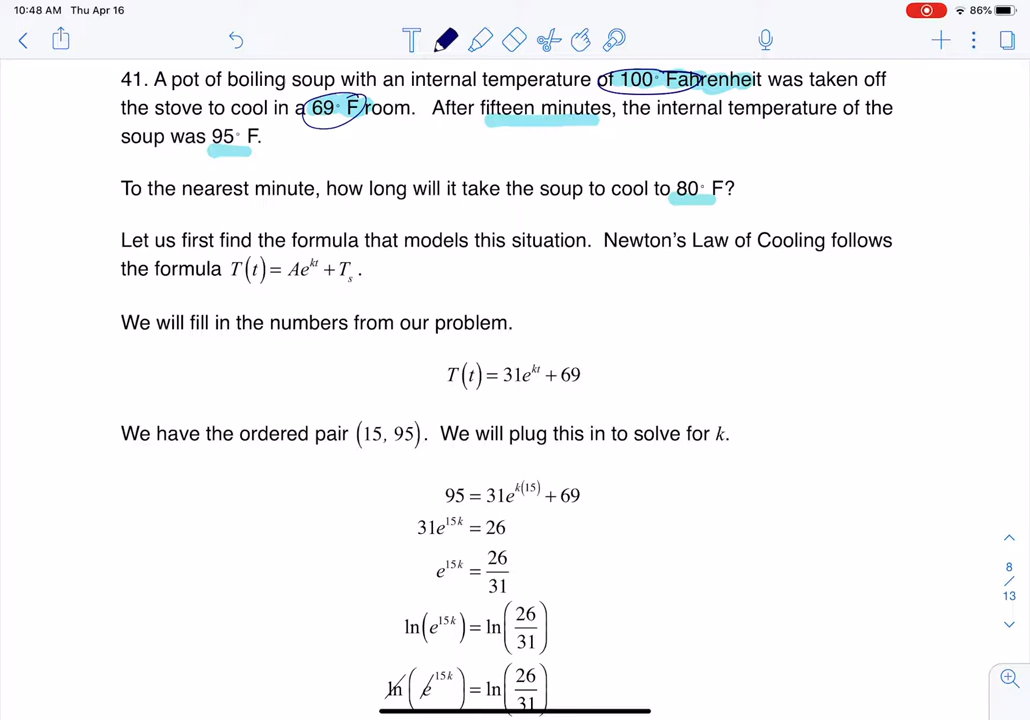 10:48 AM Thu Apr 16
86%
T
41. A pot of boiling soup with an internal temperature of 100° Fahrenheit was taken off
the stove to cool in a 69° F room. After fifteen minutes, the internal temperature of the
soup was 95° F.
To the nearest minute, how long will it take the soup to cool to 80° F?
Let us first find the formula that models this situation. Newton's Law of Cooling follows
the formula T(t) = Ae^{kt} + T_s.
We will fill in the numbers from our problem.
T(t) = 31e^{kt} + 69
We have the ordered pair (15, 95). We will plug this in to solve for k.
95 = 31e^{k(15)} + 69
31e^{15k} = 26
e^{15k} = 26/31
ln(e^{15k}) = ln(26/31)
ln(e^{15k}) = ln(26/31)
8
/
13